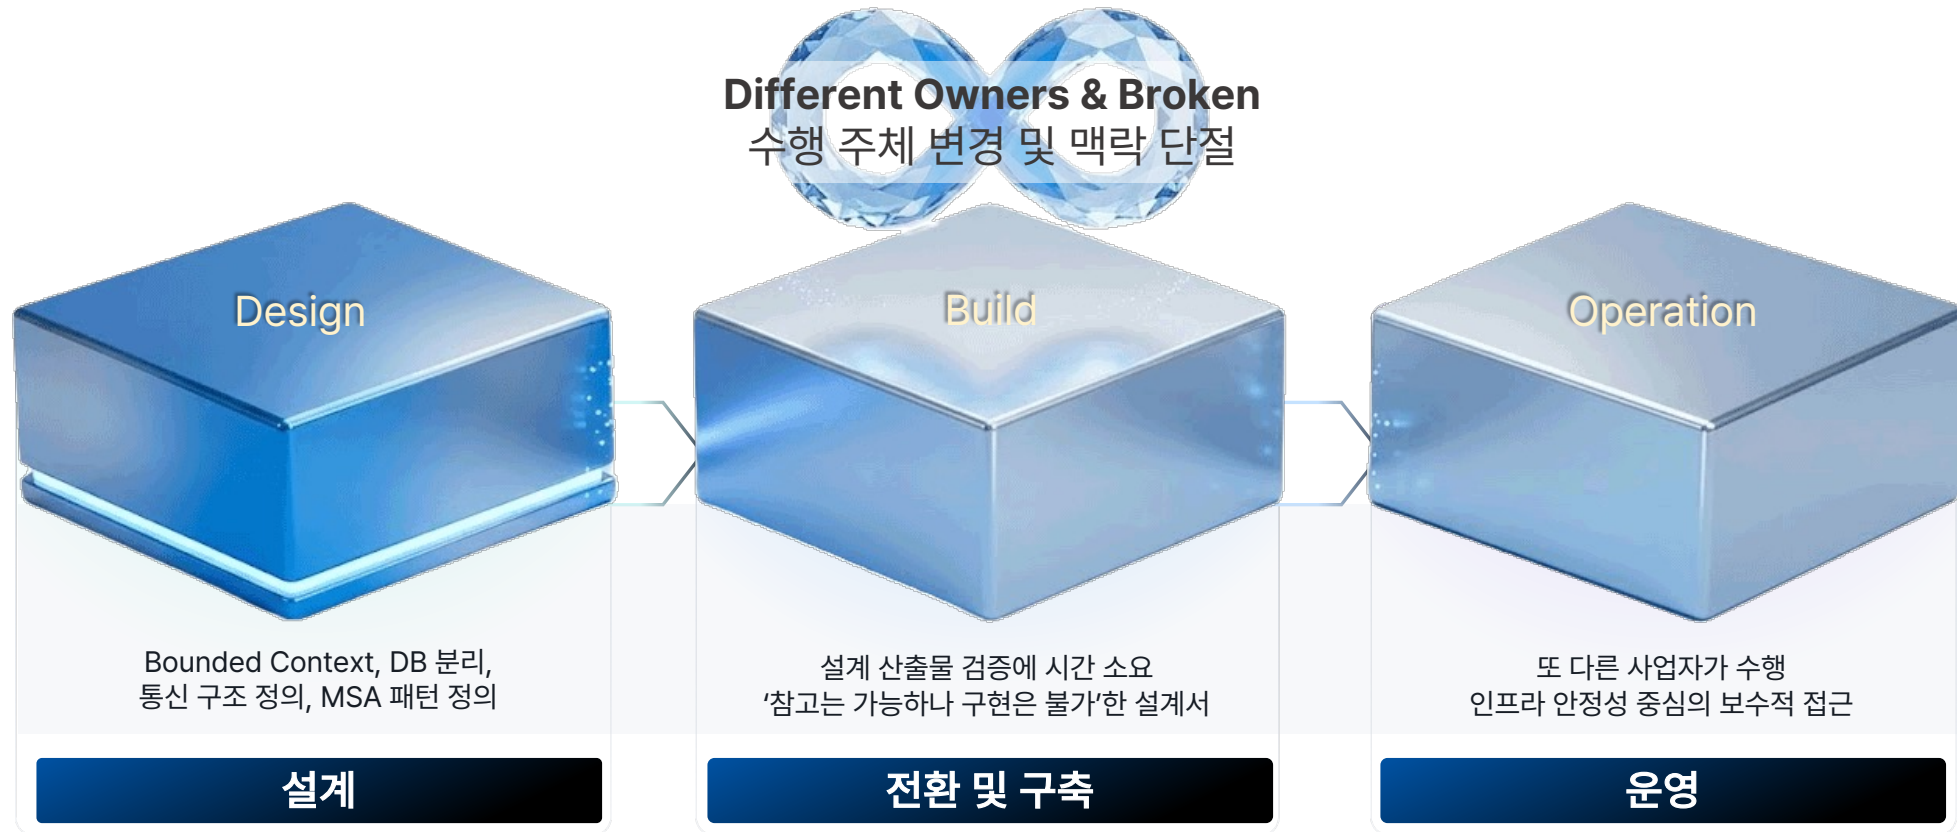 Different Owners & Broken
수행 주체 변경 및 맥락 단절
Design
Build
Operation
Bounded Context, DB 분리,
통신 구조 정의, MSA 패턴 정의
설계 산출물 검증에 시간 소요
‘참고는 가능하나 구현은 불가’한 설계서
또 다른 사업자가 수행
인프라 안정성 중심의 보수적 접근
설계
전환 및 구축
운영